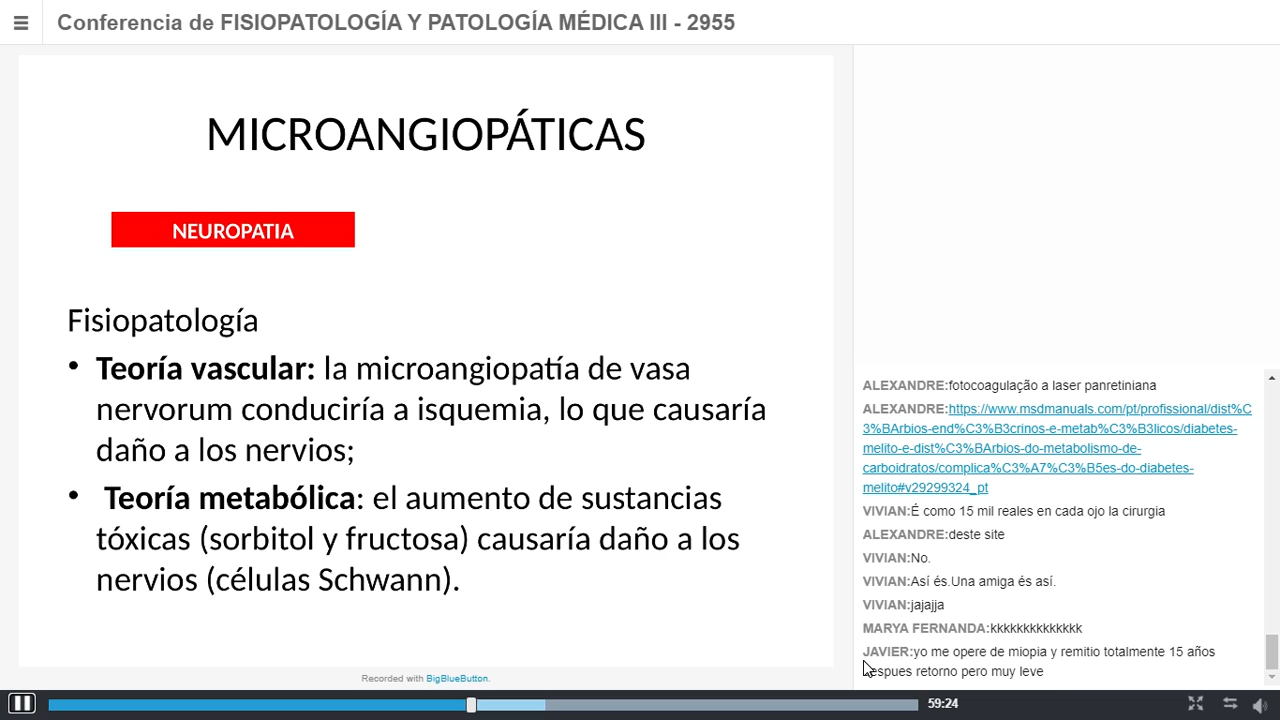 Conferencia de FISIOPATOLOGÍA Y PATOLOGÍA MÉDICA III - 2955
MICROANGIOPÁTICAS
NEUROPATIA
Fisiopatología
• Teoría vascular: la microangiopatía de vasa
nervorum conduciría a isquemia, lo que causaría
daño a los nervios;
• Teoría metabólica: el aumento de sustancias
tóxicas (sorbitol y fructosa) causaría daño a los
nervios (células Schwann).
Recorded with BigBlueButton.
ALEXANDRE:fotocoagulação a laser panretiniana
ALEXANDRE:https://www.msdmanuals.com/pt/profissional/dist%C
3%BArbios-end%C3%B3crinos-e-metab%C3%B3licos/diabetes-
melito-e-dist%C3%BArbios-do-metabolismo-de-
carboidratos/complica%C3%A7%C3%B5es-do-diabetes-
melito#v29299324_pt
VIVIAN:É como 15 mil reales en cada ojo la cirurgia
ALEXANDRE:deste site
VIVIAN:No.
VIVIAN:Así és.Una amiga és así.
VIVIAN:jajajja
MARYA FERNANDA:kkkkkkkkkkkkkk
JAVIER:yo me opere de miopia y remitio totalmente 15 años
despues retorno pero muy leve
59:24